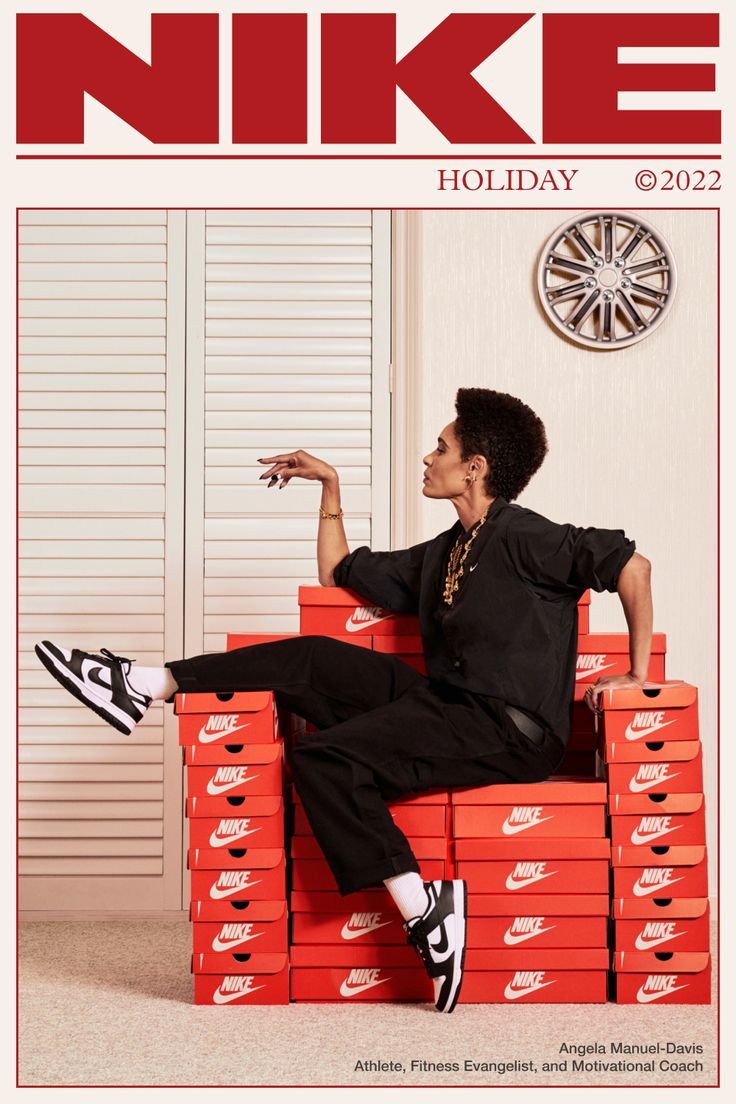 NIKE
HOLIDAY ©2022
NIKE
NIKE
NIKE NIKE
NIKE NIKE
NIKE NIKE NIKE
NIKE NIKE NIKE
NIKE NIKE NIKE NIKE
NIKE NIKE NIKE NIKE
Angela Manuel-Davis
Athlete, Fitness Evangelist, and Motivational Coach